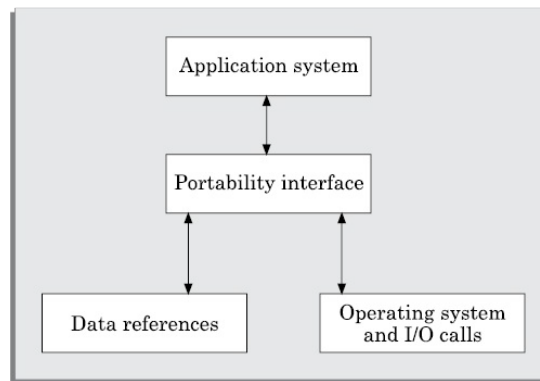 Application system
Portability interface
Data references
Operating system
and I/O calls